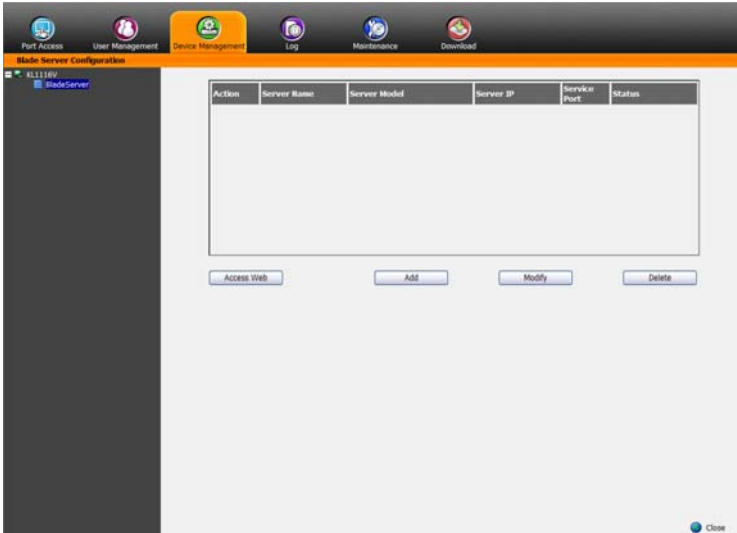 Port Access User Management Device Management Log Maintenance Download
Blade Server Configuration
KL1116V
BladeServer
Action Server Name Server Model Server IP Service Port Status
Access Web Add Modify Delete
Close